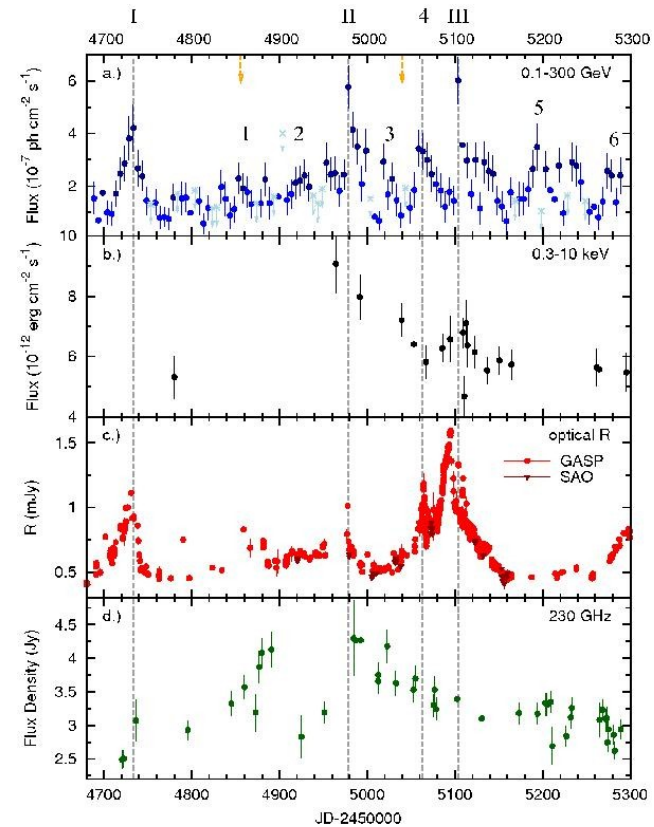 I II 4 III
4700 4800 4900 5000 5100 5200 5300
a.) 0.1-300 GeV
6
4
2
1 2 3 5 6
Flux (10⁻⁷ ph cm⁻² s⁻¹)
10
b.) 0.3-10 keV
8
6
4
Flux (10⁻¹² erg cm⁻² s⁻¹)
c.) optical R
GASP
SAO
1.5
1
0.5
R (mJy)
d.) 230 GHz
4.5
4
3.5
3
2.5
Flux Density (Jy)
4700 4800 4900 5000 5100 5200 5300
JD-2450000